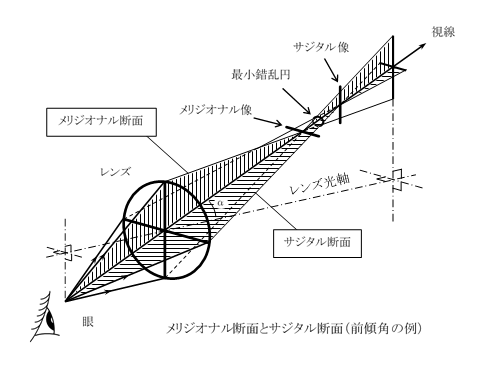 視線
サジタル像
最小錯乱円
メリジオナル像
メリジオナル断面
レンズ
レンズ光軸
α
サジタル断面
眼
メリジオナル断面とサジタル断面(前傾角の例)